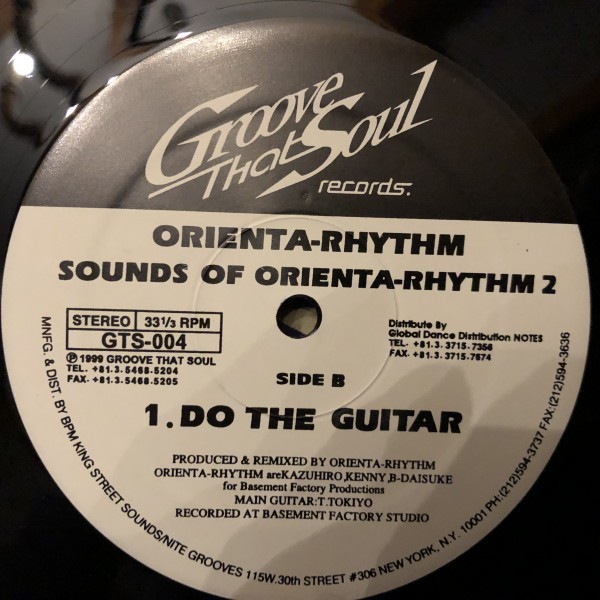 Groove
That Soul
records.
ORIENTA-RHYTHM
SOUNDS OF ORIENTA-RHYTHM 2
STEREO 33 1/3 RPM
GTS-004
℗ 1999 GROOVE THAT SOUL
TEL. +81.3.5468-5204
FAX. +81.3.5468-5205
Distribute By
Global Dance Distribution NOTES
TEL. +81.3. 3715.7356
FAX. +81.3. 3715.7674
SIDE B
1. DO THE GUITAR
PRODUCED & REMIXED BY ORIENTA-RHYTHM
ORIENTA-RHYTHM areKAZUHIRO,KENNY,B-DAISUKE
for Basement Factory Productions
MAIN GUITAR:T.TOKIYO
RECORDED AT BASEMENT FACTORY STUDIO
MNFG. & DIST. BY BPM KING STREET SOUNDS/NITE GROOVES 115W.30th STREET #306 NEW YORK, N.Y. 10001 PH:(212)594-3737 FAX:(212)594-3636